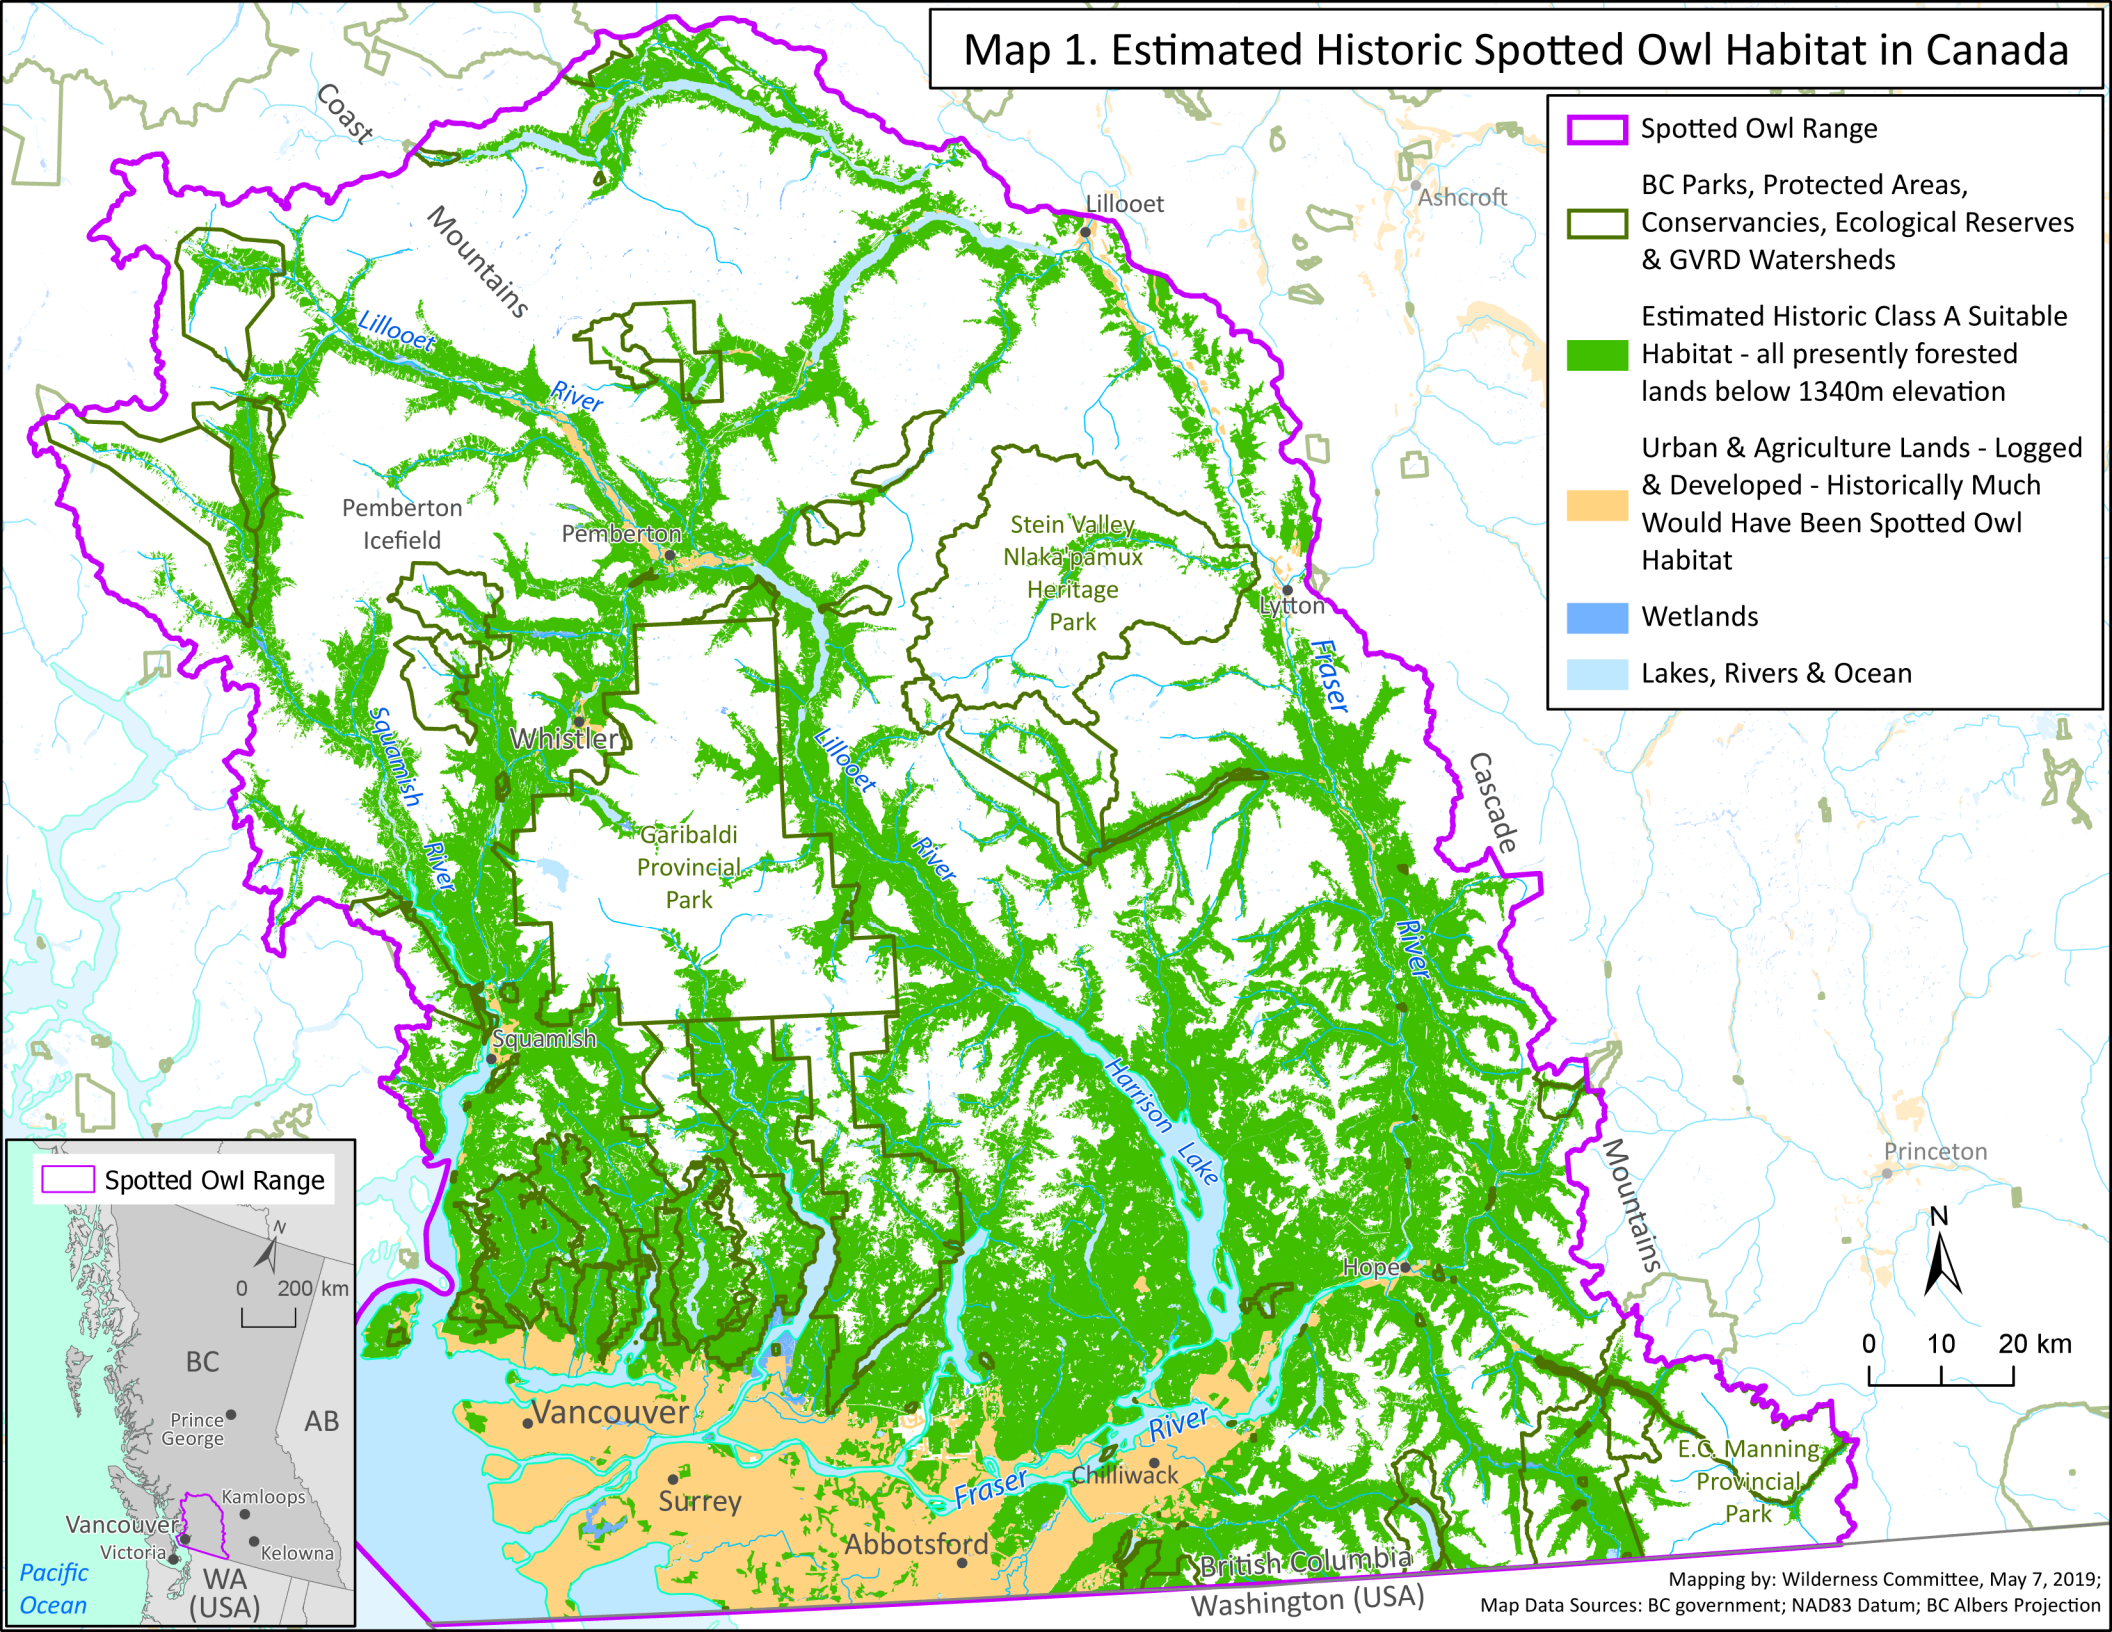 Map 1. Estimated Historic Spotted Owl Habitat in Canada
Spotted Owl Range
BC Parks, Protected Areas,
Conservancies, Ecological Reserves
& GVRD Watersheds
Estimated Historic Class A Suitable
Habitat - all presently forested
lands below 1340m elevation
Urban & Agriculture Lands - Logged
& Developed - Historically Much
Would Have Been Spotted Owl
Habitat
Wetlands
Lakes, Rivers & Ocean
Coast
Mountains
Lillooet
Ashcroft
Lillooet
River
Pemberton
Icefield
Pemberton
Stein Valley
Nlaka'pamux
Heritage
Park
Lytton
Fraser
Squamish
River
Whistler
Lillooet
River
Garibaldi
Provincial
Park
Cascade
Mountains
River
Squamish
Harrison
Lake
Princeton
Hope
N
0 10 20 km
Vancouver
Surrey
Abbotsford
Fraser
River
Chilliwack
E.C. Manning
Provincial
Park
British Columbia
Washington (USA)
Spotted Owl Range
N
0 200 km
BC
AB
Prince
George
Kamloops
Vancouver
Victoria
Kelowna
WA
(USA)
Pacific
Ocean
Mapping by: Wilderness Committee, May 7, 2019;
Map Data Sources: BC government; NAD83 Datum; BC Albers Projection